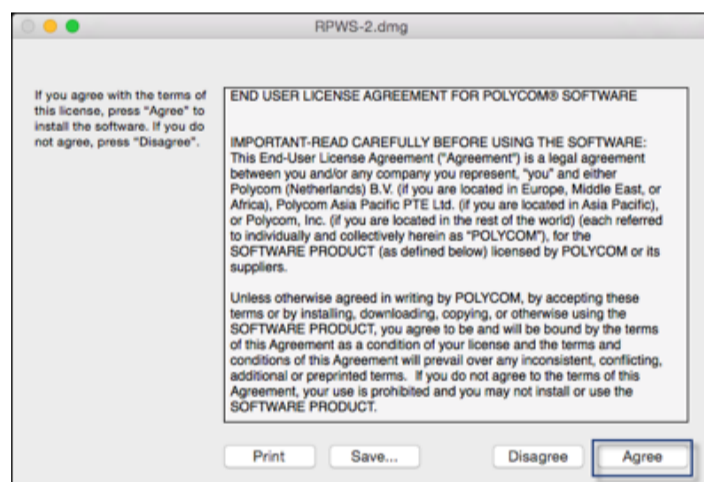 RPWS-2.dmg
If you agree with the terms of
this license, press "Agree" to
install the software. If you do
not agree, press "Disagree".
END USER LICENSE AGREEMENT FOR POLYCOM® SOFTWARE
IMPORTANT-READ CAREFULLY BEFORE USING THE SOFTWARE:
This End-User License Agreement ("Agreement") is a legal agreement
between you and/or any company you represent, "you" and either
Polycom (Netherlands) B.V. (if you are located in Europe, Middle East, or
Africa), Polycom Asia Pacific PTE Ltd. (if you are located in Asia Pacific),
or Polycom, Inc. (if you are located in the rest of the world) (each referred
to individually and collectively herein as "POLYCOM"), for the
SOFTWARE PRODUCT (as defined below) licensed by POLYCOM or its
suppliers.
Unless otherwise agreed in writing by POLYCOM, by accepting these
terms or by installing, downloading, copying, or otherwise using the
SOFTWARE PRODUCT, you agree to be and will be bound by the terms
of this Agreement as a condition of your license and the terms and
conditions of this Agreement will prevail over any inconsistent, conflicting,
additional or preprinted terms.  If you do not agree to the terms of this
Agreement, your use is prohibited and you may not install or use the
SOFTWARE PRODUCT.
Print Save... Disagree Agree